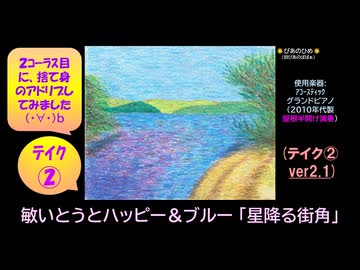 2コーラス目
に、捨て身
のアドリブし
てみました
(・∀・)b
テイク
②
☀ぴあのひめ☀
(旧ぴあのばばぁ)
使用楽器:
アコースティック
グランドピアノ
(2010年代製
屋根半開け演奏)
(テイク②
ver2.1)
敏いとうとハッピー&ブルー「星降る街角」